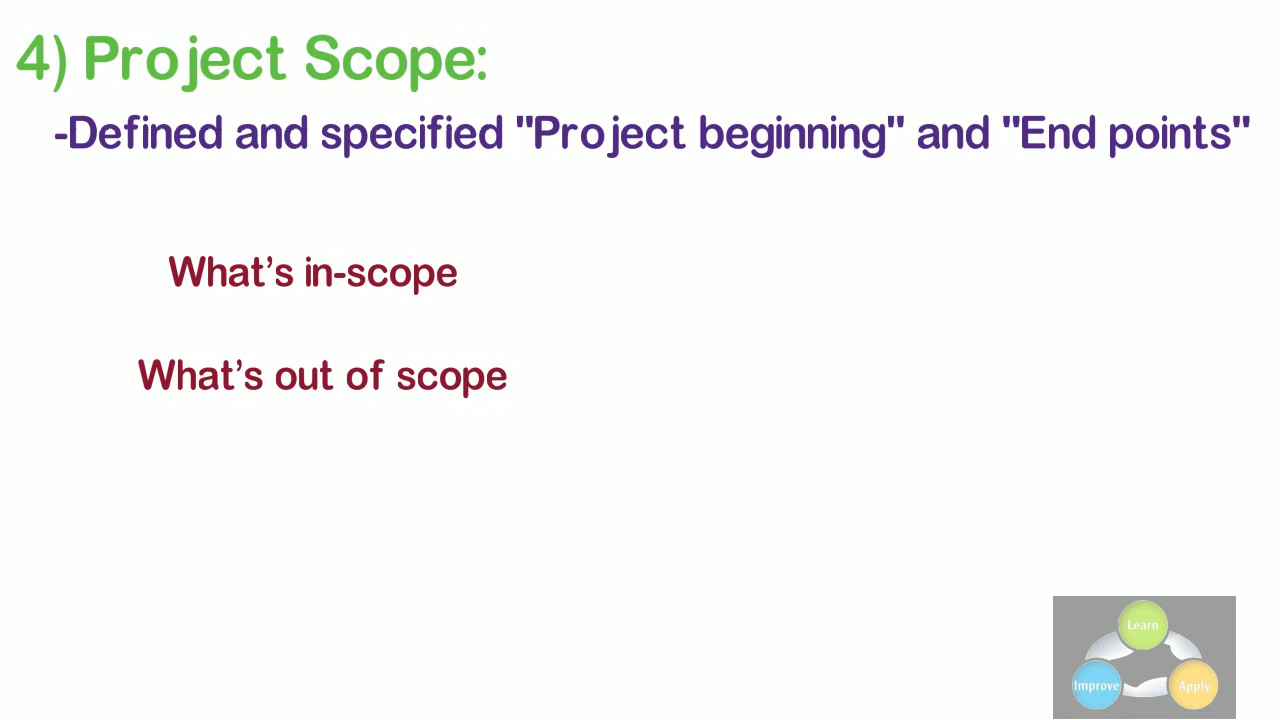 4) Project Scope:
-Defined and specified "Project beginning" and "End points"
What’s in-scope
What’s out of scope
Learn
Improve
Apply